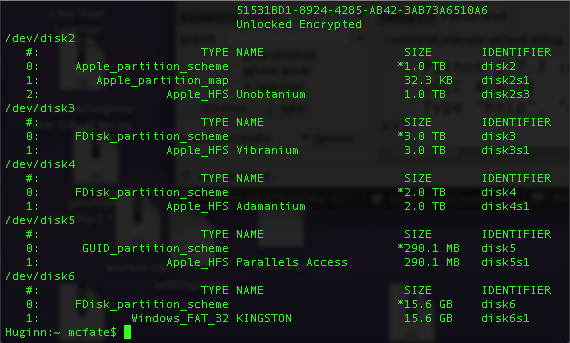 51531BD1-8924-4285-AB42-3AB73A6510A6
Unlocked Encrypted
/dev/disk2
#: TYPE NAME SIZE IDENTIFIER
0: Apple_partition_scheme *1.0 TB disk2
1: Apple_partition_map 32.3 KB disk2s1
2: Apple_HFS Unobtanium 1.0 TB disk2s3
/dev/disk3
#: TYPE NAME SIZE IDENTIFIER
0: FDisk_partition_scheme *3.0 TB disk3
1: Apple_HFS Vibranium 3.0 TB disk3s1
/dev/disk4
#: TYPE NAME SIZE IDENTIFIER
0: FDisk_partition_scheme *2.0 TB disk4
1: Apple_HFS Adamantium 2.0 TB disk4s1
/dev/disk5
#: TYPE NAME SIZE IDENTIFIER
0: GUID_partition_scheme *290.1 MB disk5
1: Apple_HFS Parallels Access 290.1 MB disk5s1
/dev/disk6
#: TYPE NAME SIZE IDENTIFIER
0: FDisk_partition_scheme *15.6 GB disk6
1: Windows_FAT_32 KINGSTON 15.6 GB disk6s1
Huginn:~ mcfate$